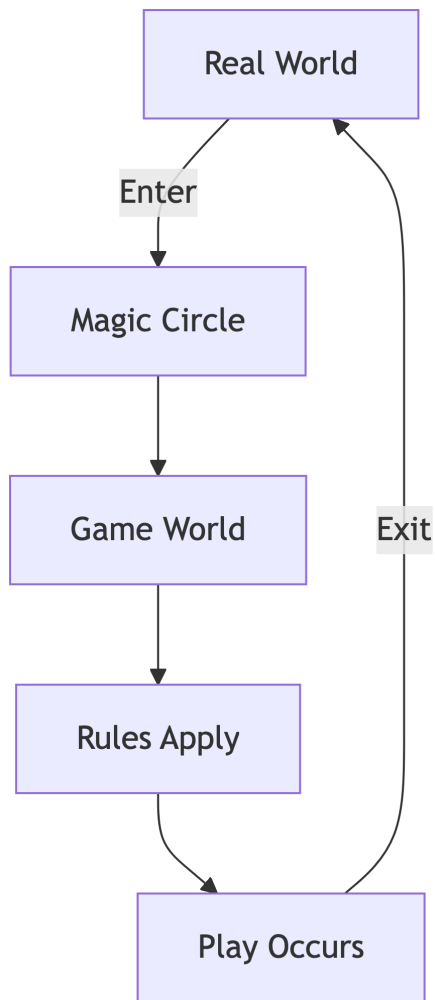 Real World
Enter
Magic Circle
Game World
Exit
Rules Apply
Play Occurs